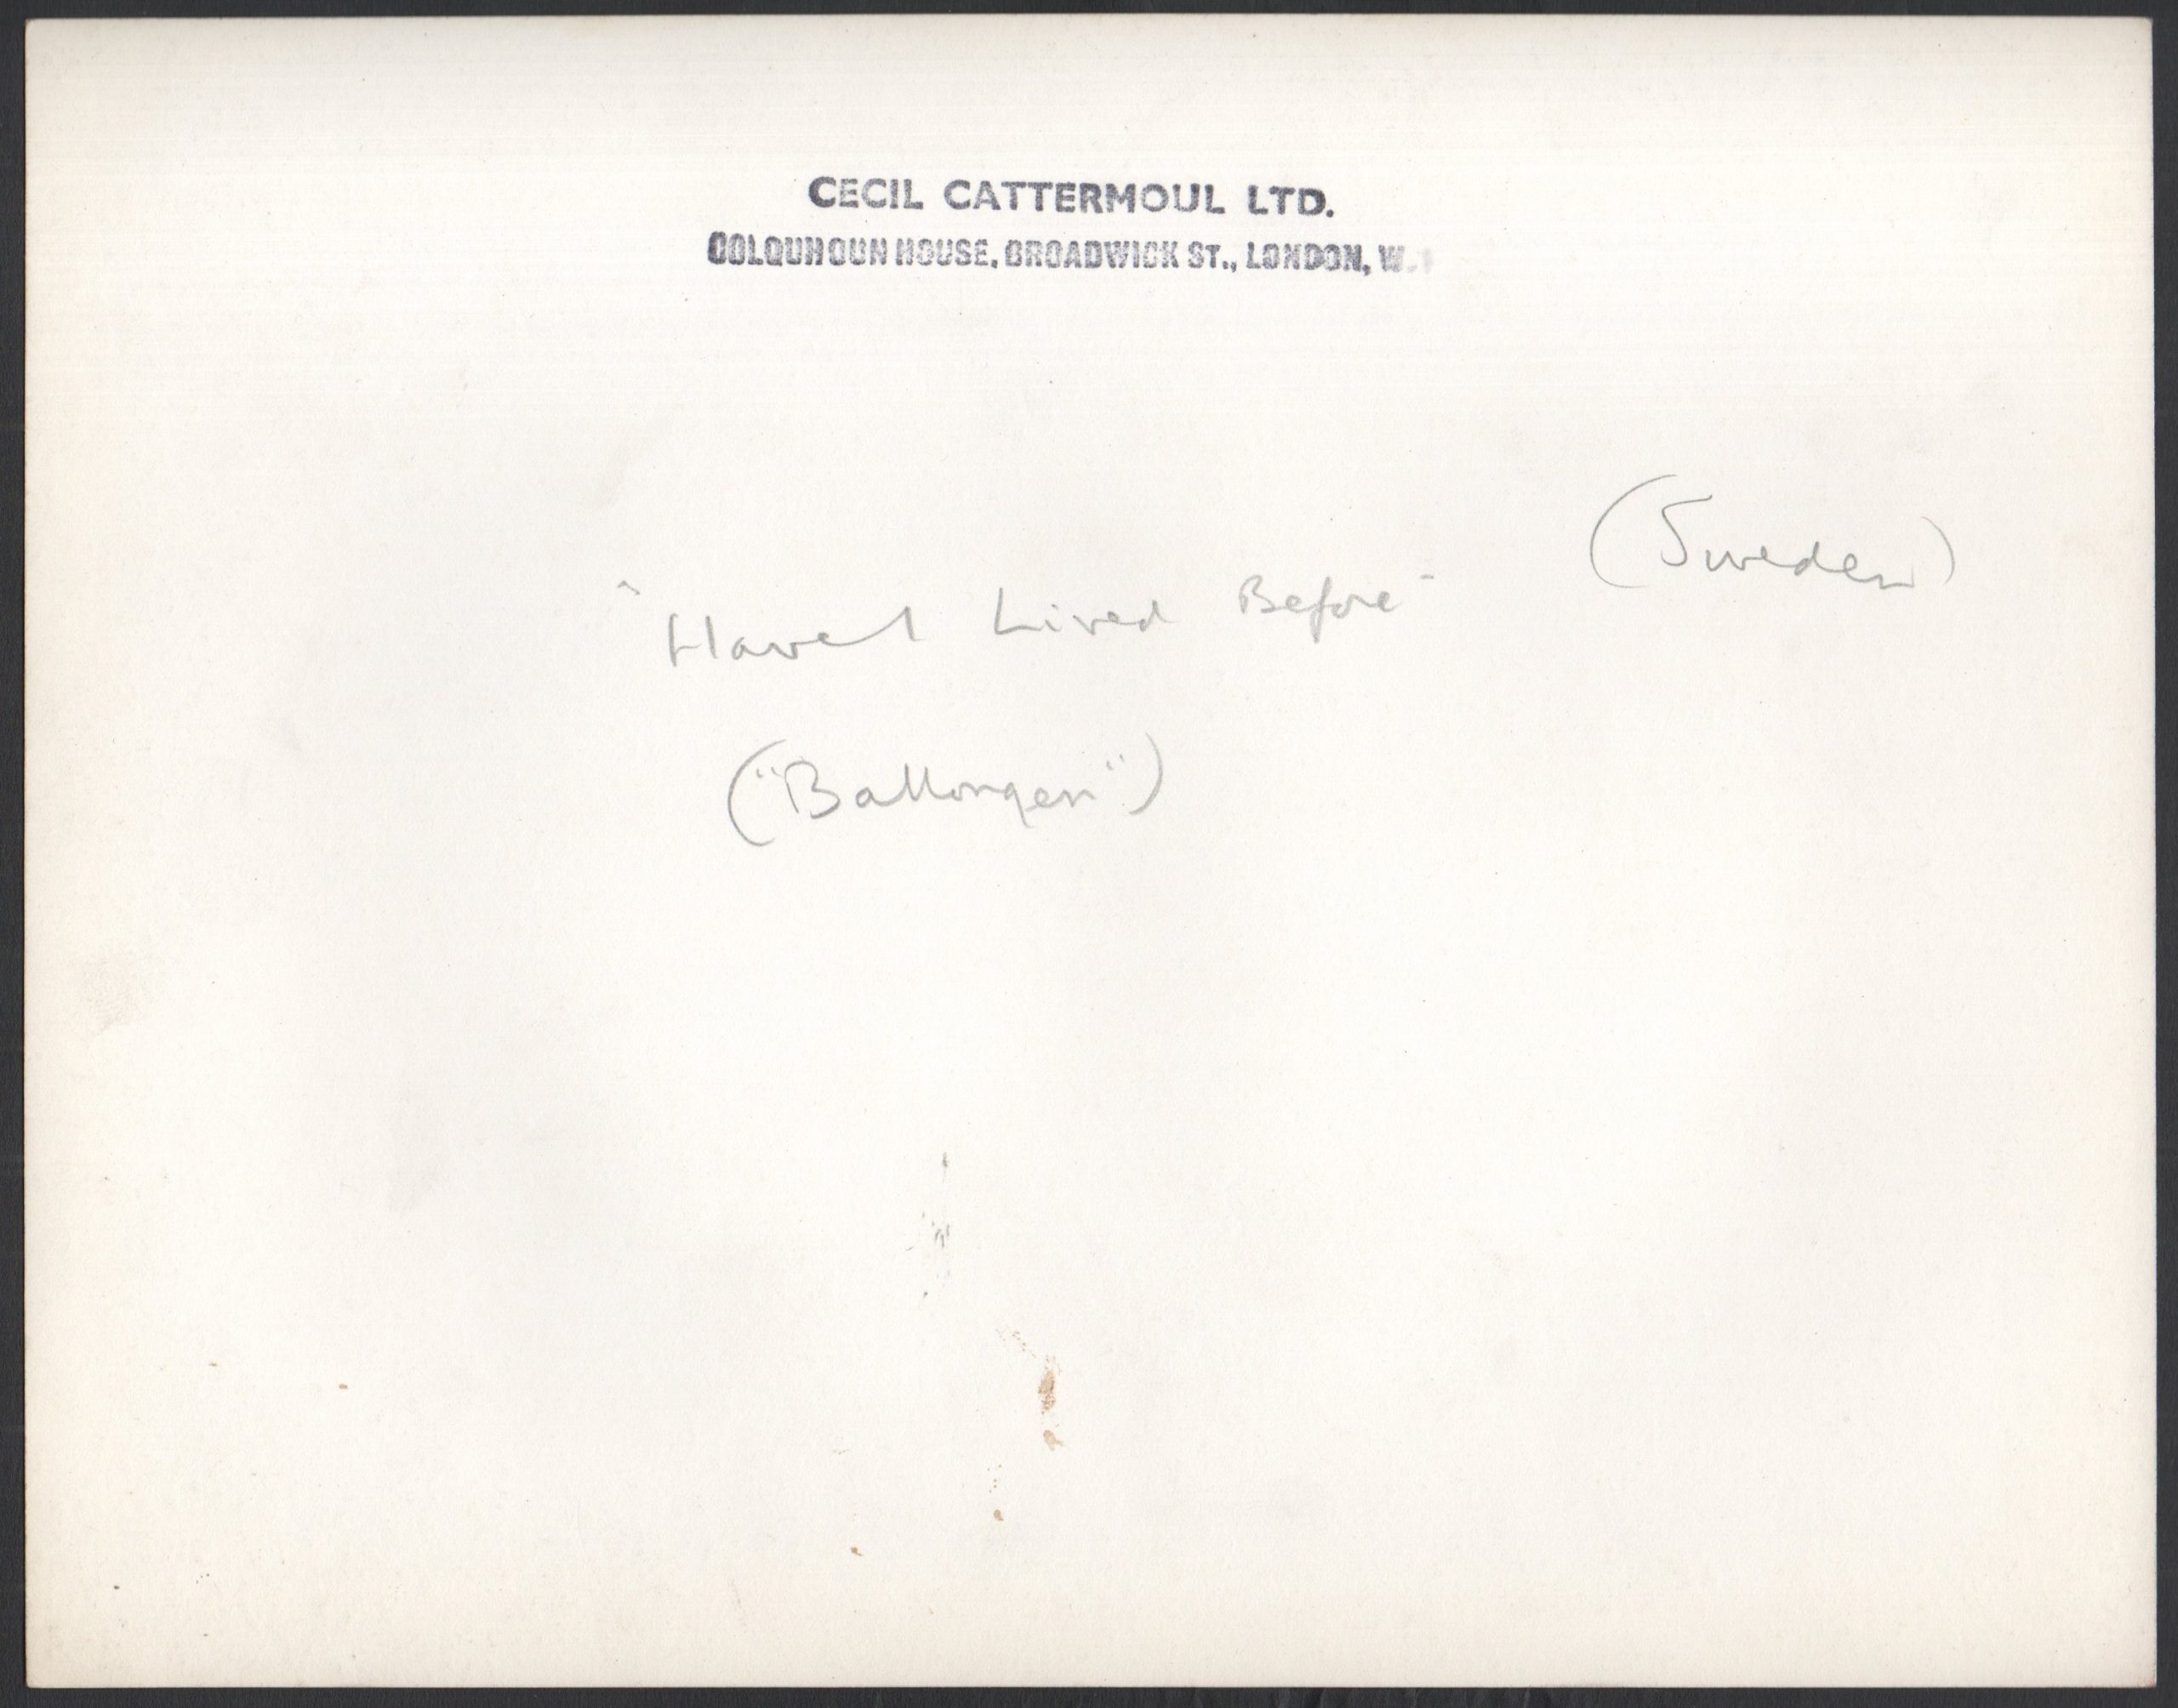 CECIL CATTERMOUL LTD.
COLQUHOUN HOUSE, BROADWICK ST., LONDON, W.1
(Sweden)
"Have I Lived Before"
("Ballongen")